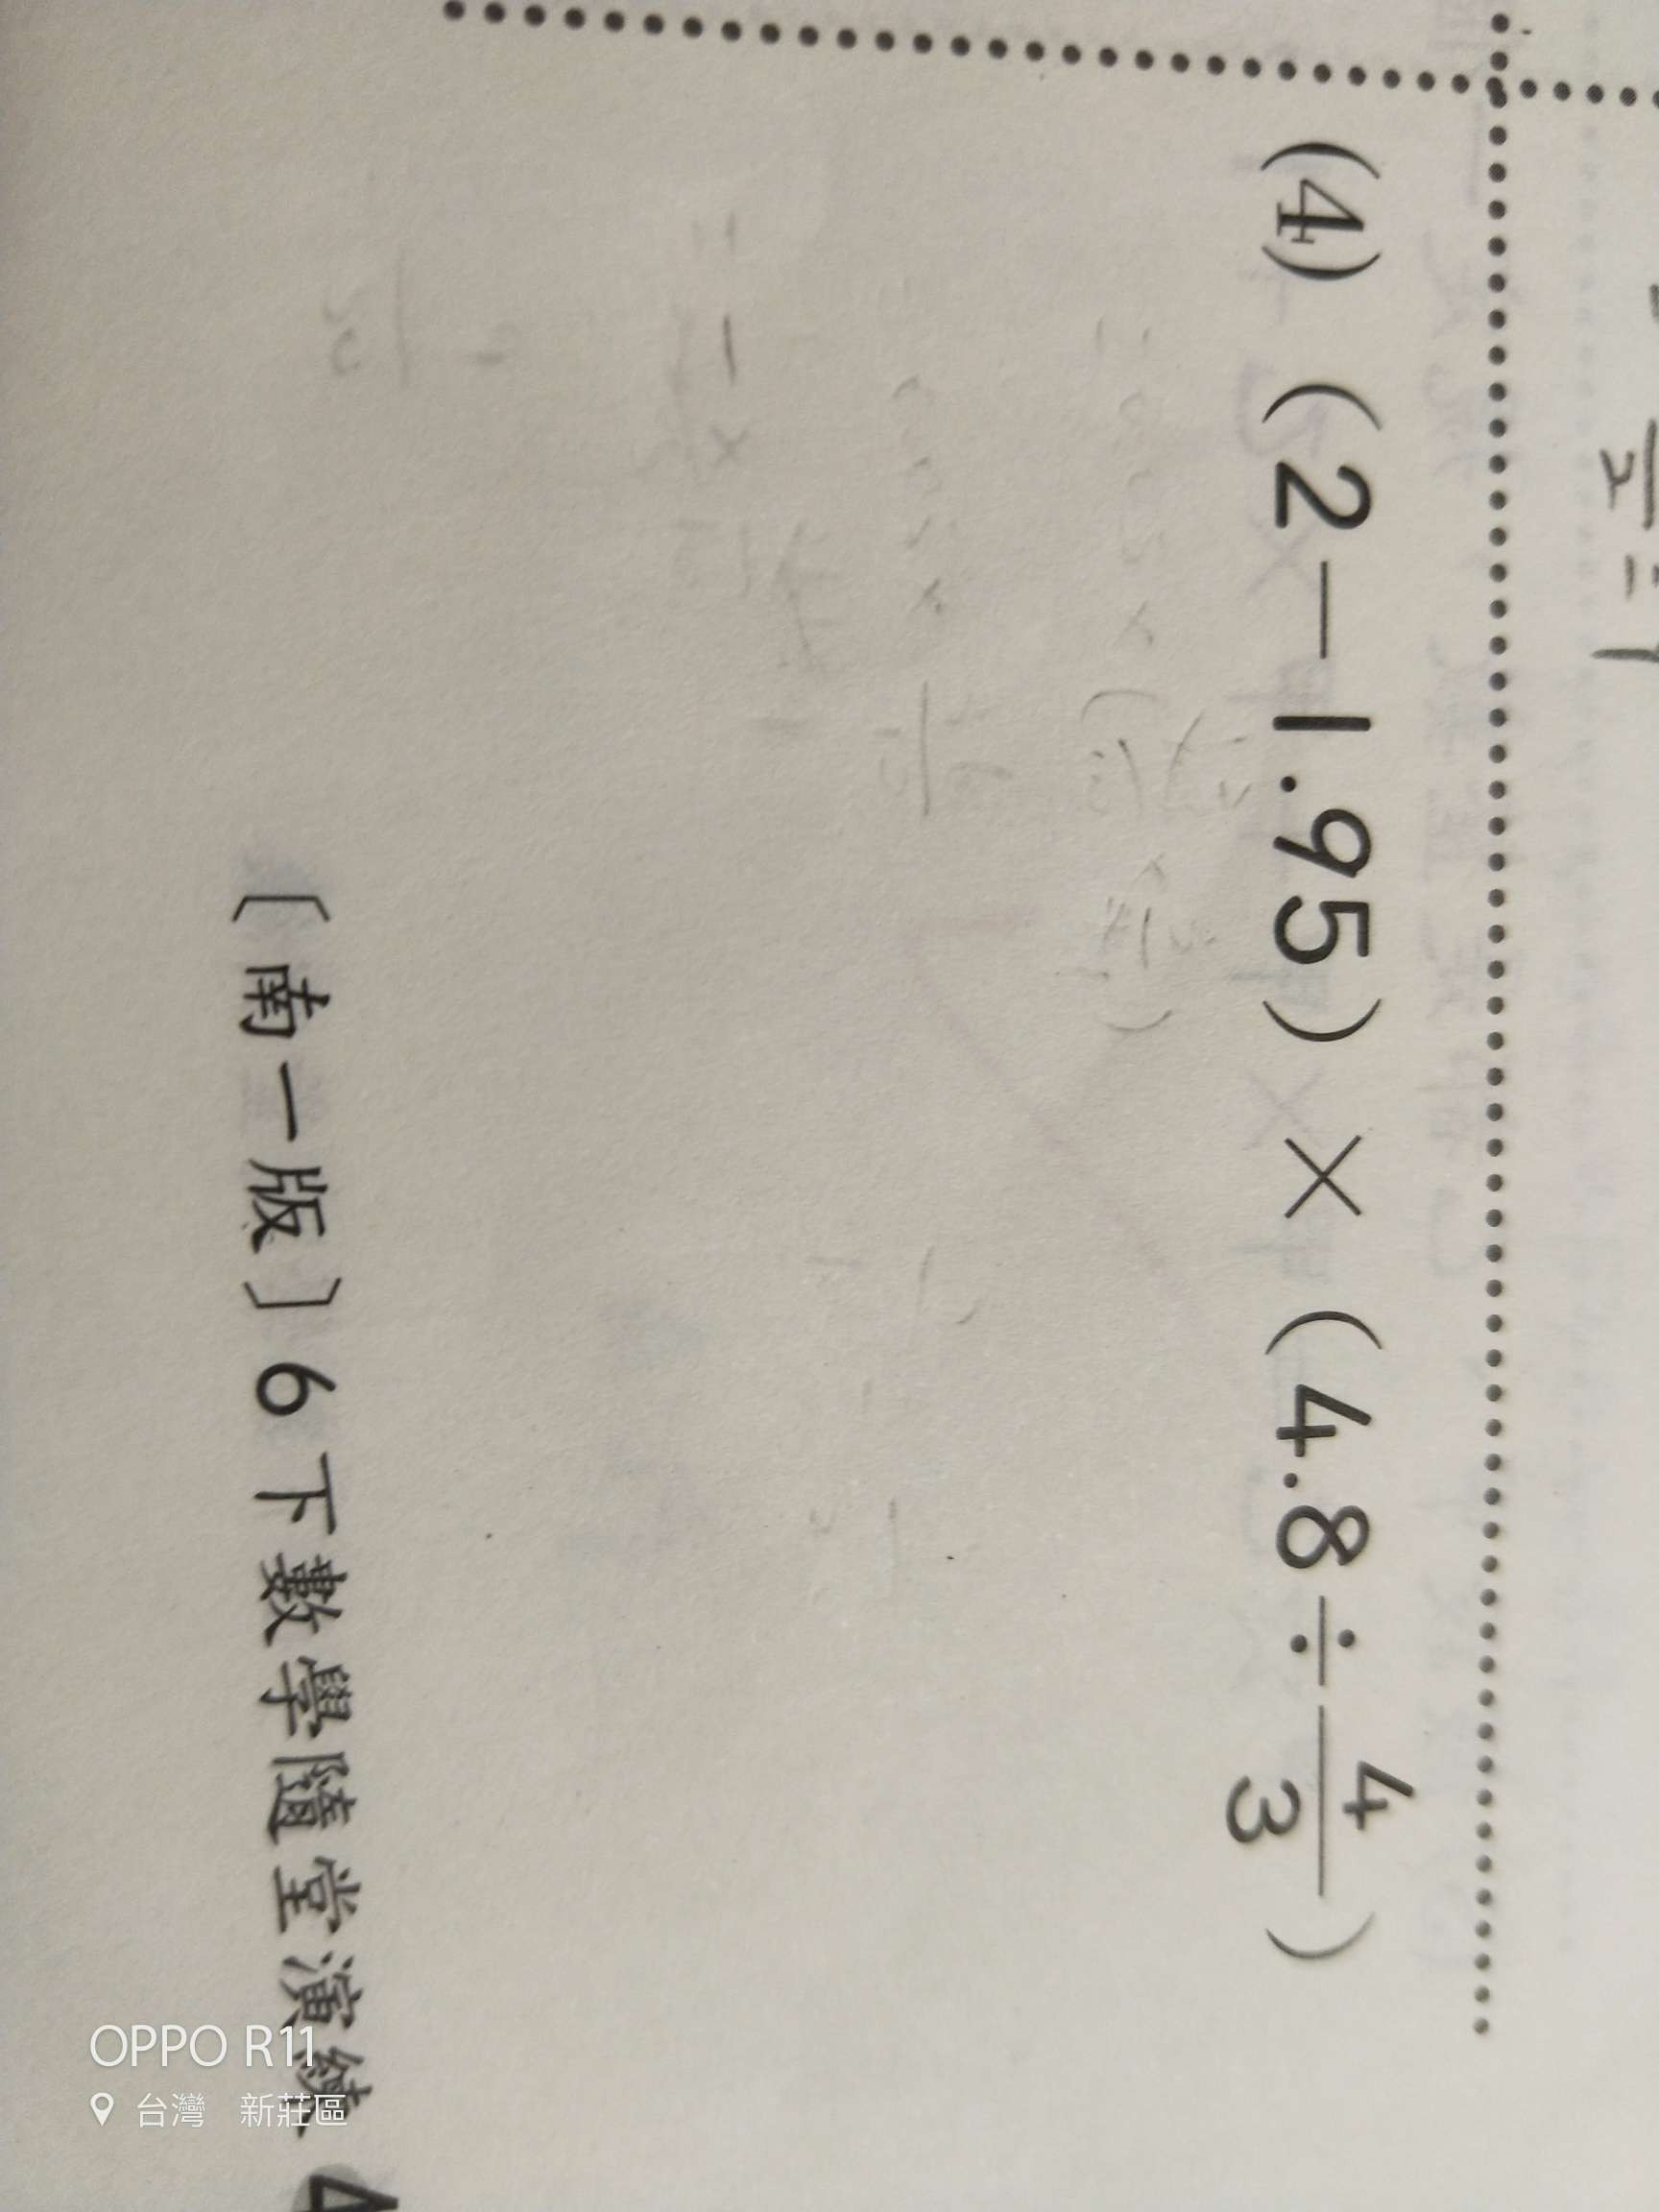 (4) (2－1.95)×(4.8÷4/3)
〔南一版〕6下數學隨堂演練 4
OPPO R11
台灣 新莊區